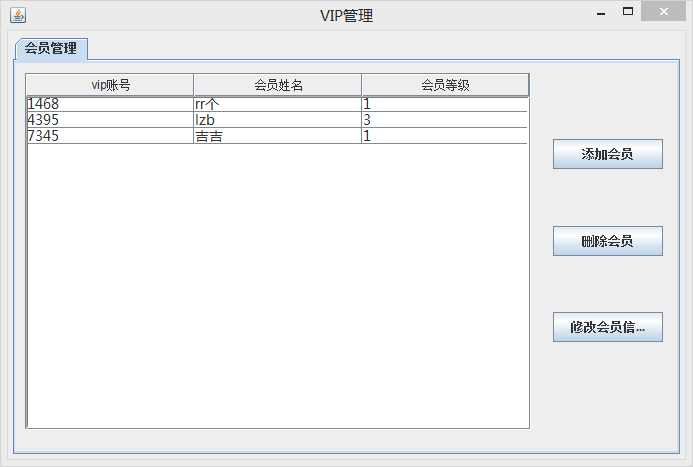 VIP管理
会员管理
vip账号 会员姓名 会员等级
1468 rr个 1
4395 lzb 3
7345 吉吉 1
添加会员
删除会员
修改会员信...